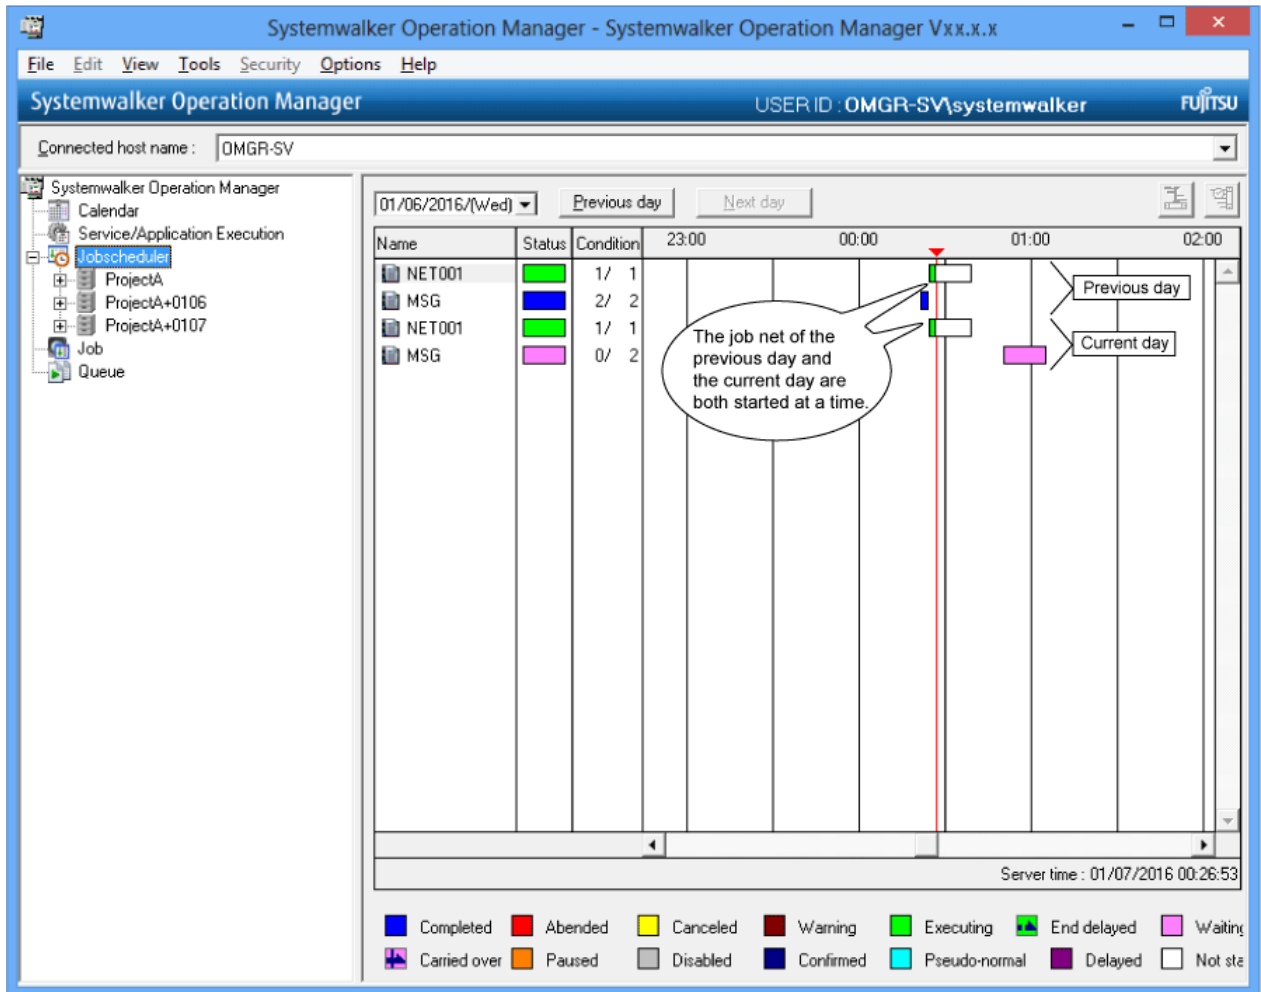 Systemwalker Operation Manager - Systemwalker Operation Manager Vxx.x.x
File Edit View Tools Security Options Help
Systemwalker Operation Manager USER ID : OMGR-SV\systemwalker FUJITSU
Connected host name : OMGR-SV
Systemwalker Operation Manager
Calendar
Service/Application Execution
Jobscheduler
ProjectA
ProjectA+0106
ProjectA+0107
Job
Queue
01/06/2016/(Wed) Previous day Next day
Name Status Condition 23:00 00:00 01:00 02:00
NET001 1/ 1
MSG 2/ 2
NET001 1/ 1
MSG 0/ 2
Previous day
Current day
The job net of the
previous day and
the current day are
both started at a time.
Server time : 01/07/2016 00:26:53
Completed Abended Canceled Warning Executing End delayed Waiting
Carried over Paused Disabled Confirmed Pseudo-normal Delayed Not sta